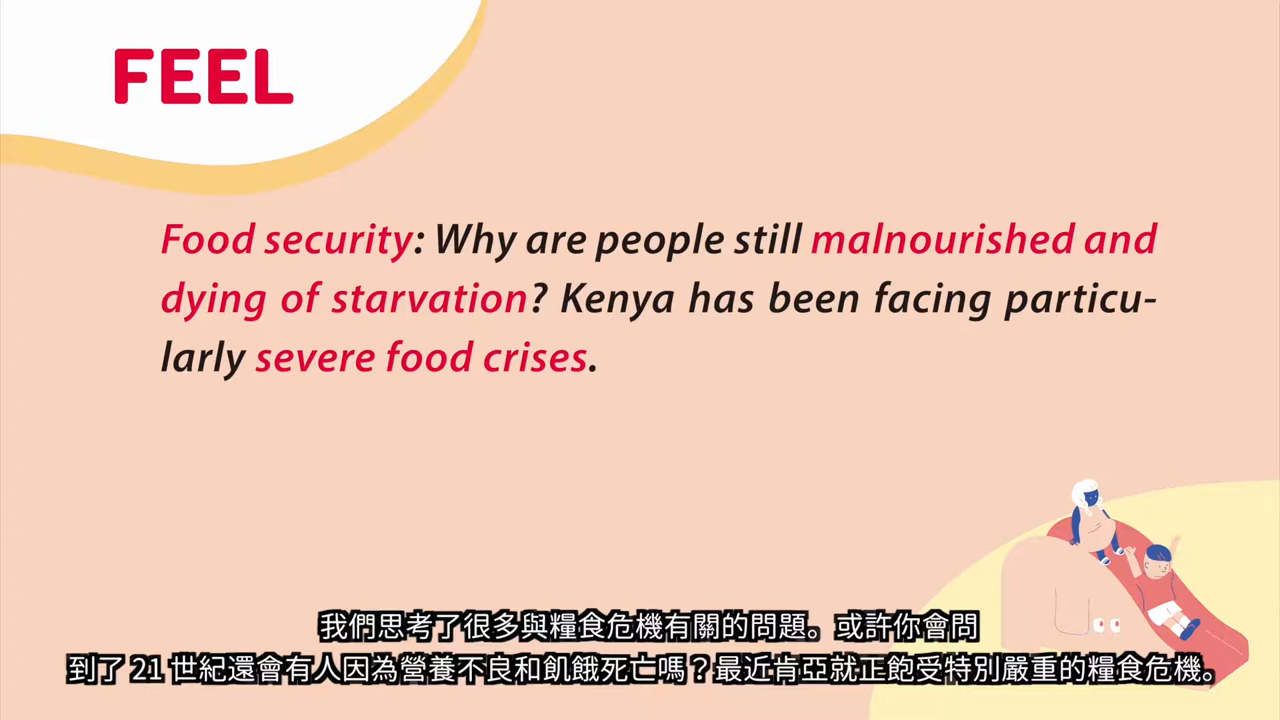 FEEL
Food security: Why are people still malnourished and
dying of starvation? Kenya has been facing particu-
larly severe food crises.
我們思考了很多與糧食危機有關的問題。或許你會問
到了 21 世紀還會有人因為營養不良和飢餓死亡嗎？最近肯亞就正飽受特別嚴重的糧食危機。